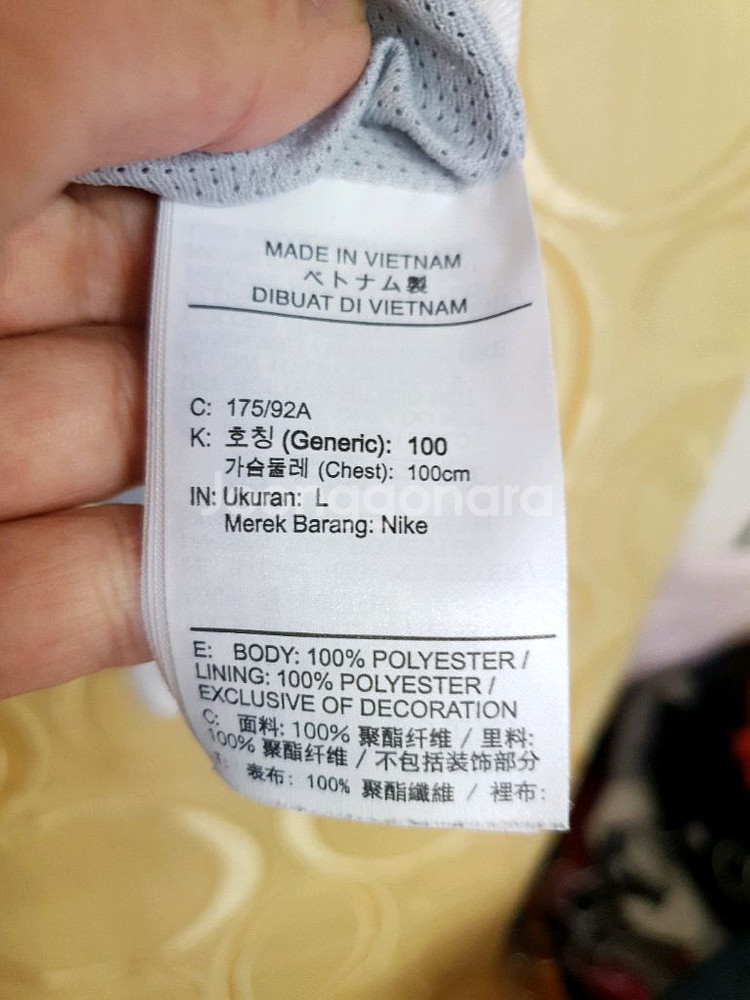 MADE IN VIETNAM
ベトナム製
DIBUAT DI VIETNAM
C: 175/92A
K: 호칭 (Generic): 100
가슴둘레 (Chest): 100cm
IN: Ukuran: L
Merek Barang: Nike
Joonggonara
E: BODY: 100% POLYESTER /
LINING: 100% POLYESTER /
EXCLUSIVE OF DECORATION
C: 面料: 100% 聚酯纤维 / 里料:
100% 聚酯纤维 / 不包括装饰部分
表布: 100% 聚酯纖維 / 裡布: